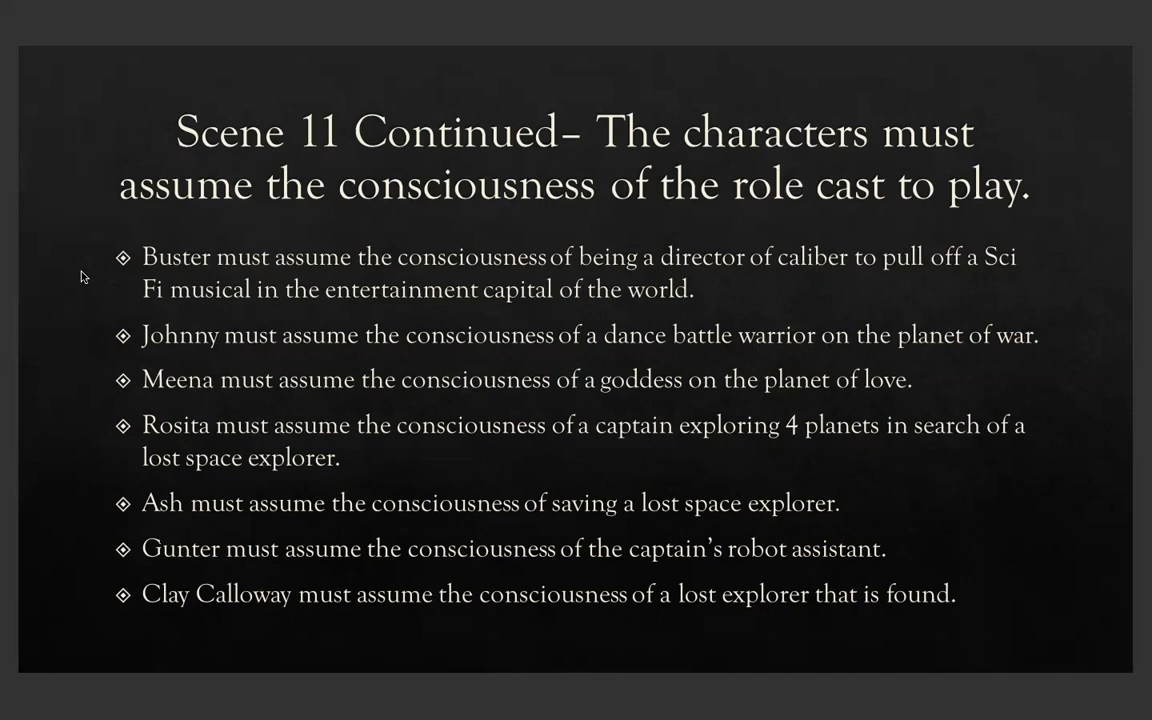 Scene 11 Continued– The characters must
assume the consciousness of the role cast to play.
Buster must assume the consciousness of being a director of caliber to pull off a Sci
Fi musical in the entertainment capital of the world.
Johnny must assume the consciousness of a dance battle warrior on the planet of war.
Meena must assume the consciousness of a goddess on the planet of love.
Rosita must assume the consciousness of a captain exploring 4 planets in search of a
lost space explorer.
Ash must assume the consciousness of saving a lost space explorer.
Gunter must assume the consciousness of the captain’s robot assistant.
Clay Calloway must assume the consciousness of a lost explorer that is found.